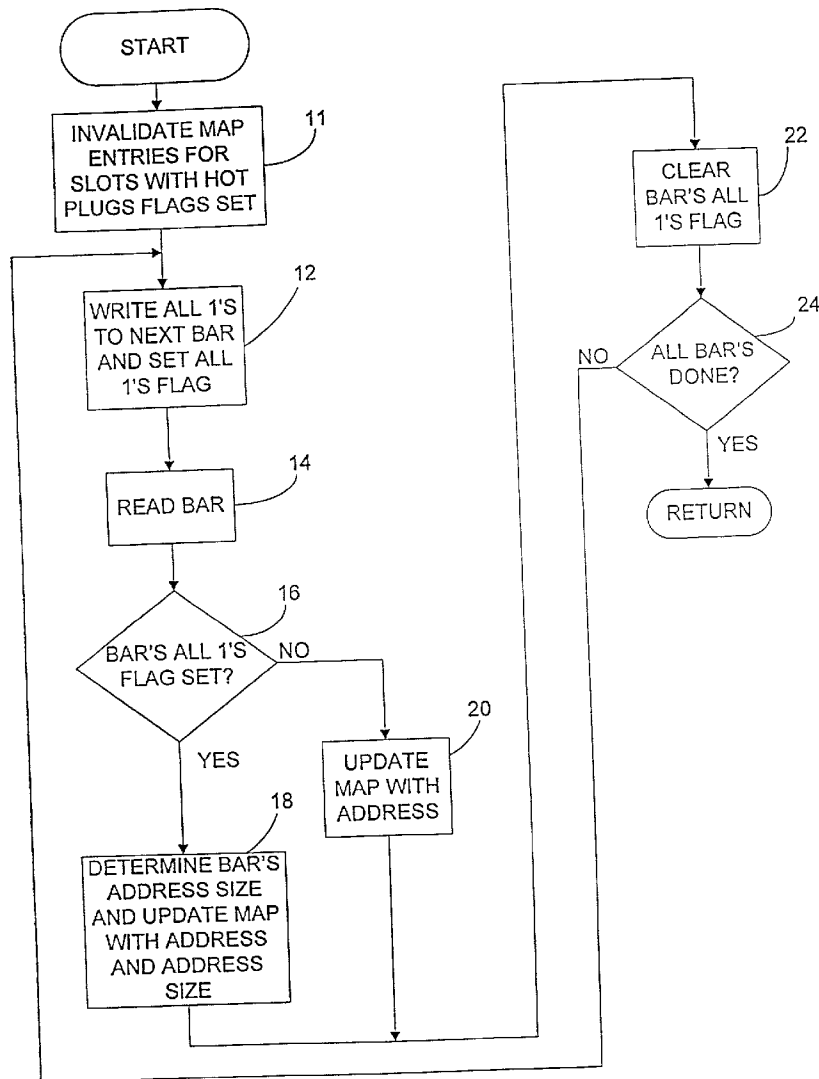 START
INVALIDATE MAP
ENTRIES FOR
SLOTS WITH HOT
PLUGS FLAGS SET
11
WRITE ALL 1'S
TO NEXT BAR
AND SET ALL
1'S FLAG
12
READ BAR
14
BAR'S ALL 1'S
FLAG SET?
16
NO
YES
DETERMINE BAR'S
ADDRESS SIZE
AND UPDATE MAP
WITH ADDRESS
AND ADDRESS
SIZE
18
UPDATE
MAP WITH
ADDRESS
20
CLEAR
BAR'S ALL
1'S FLAG
22
ALL BAR'S
DONE?
24
NO
YES
RETURN